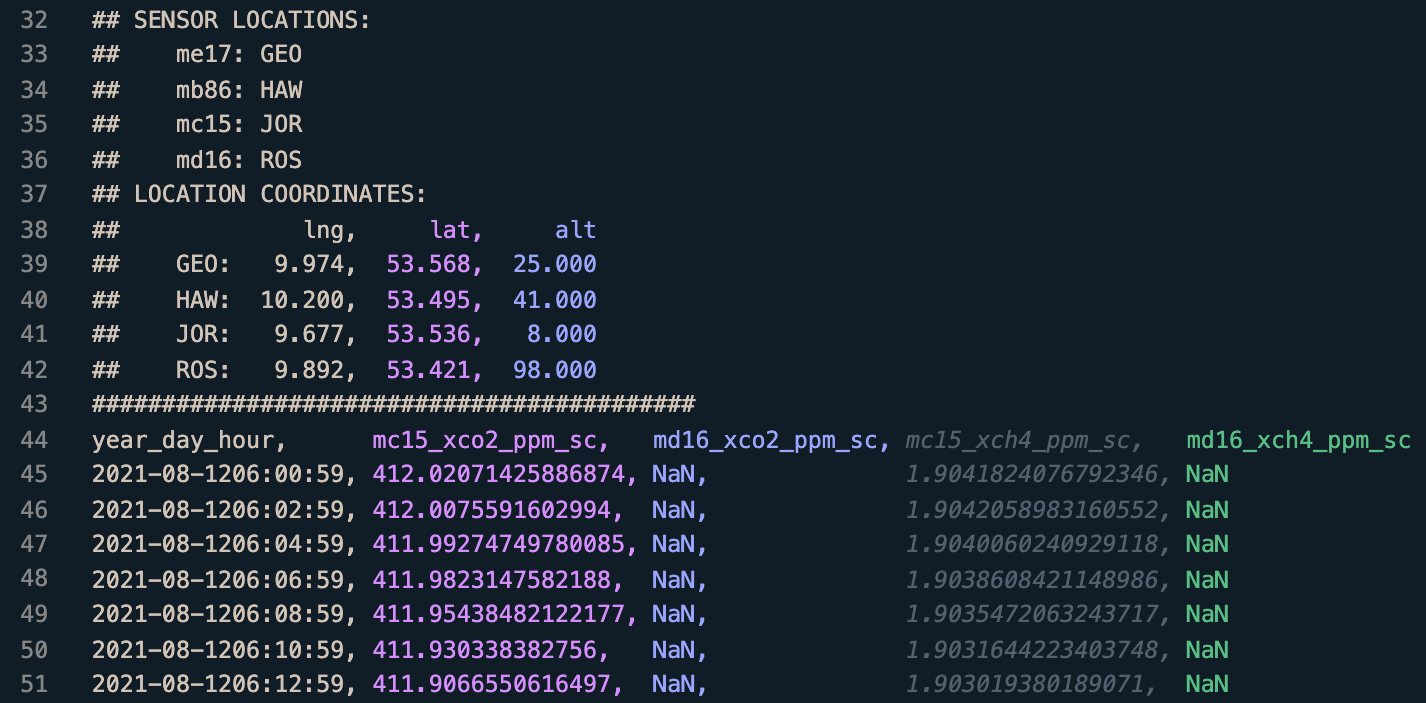 32 ## SENSOR LOCATIONS:
33 ##    me17: GEO
34 ##    mb86: HAW
35 ##    mc15: JOR
36 ##    md16: ROS
37 ## LOCATION COORDINATES:
38 ##             lng,     lat,     alt
39 ##    GEO:   9.974,  53.568,  25.000
40 ##    HAW:  10.200,  53.495,  41.000
41 ##    JOR:   9.677,  53.536,   8.000
42 ##    ROS:   9.892,  53.421,  98.000
43 ###########################################
44 year_day_hour,      mc15_xco2_ppm_sc,   md16_xco2_ppm_sc, mc15_xch4_ppm_sc,   md16_xch4_ppm_sc
45 2021-08-1206:00:59, 412.02071425886874, NaN,              1.9041824076792346, NaN
46 2021-08-1206:02:59, 412.0075591602994,  NaN,              1.9042058983160552, NaN
47 2021-08-1206:04:59, 411.99274749780085, NaN,              1.9040060240929118, NaN
48 2021-08-1206:06:59, 411.9823147582188,  NaN,              1.9038608421148986, NaN
49 2021-08-1206:08:59, 411.95438482122177, NaN,              1.9035472063243717, NaN
50 2021-08-1206:10:59, 411.930338382756,   NaN,              1.9031644223403748, NaN
51 2021-08-1206:12:59, 411.9066550616497,  NaN,              1.903019380189071,  NaN